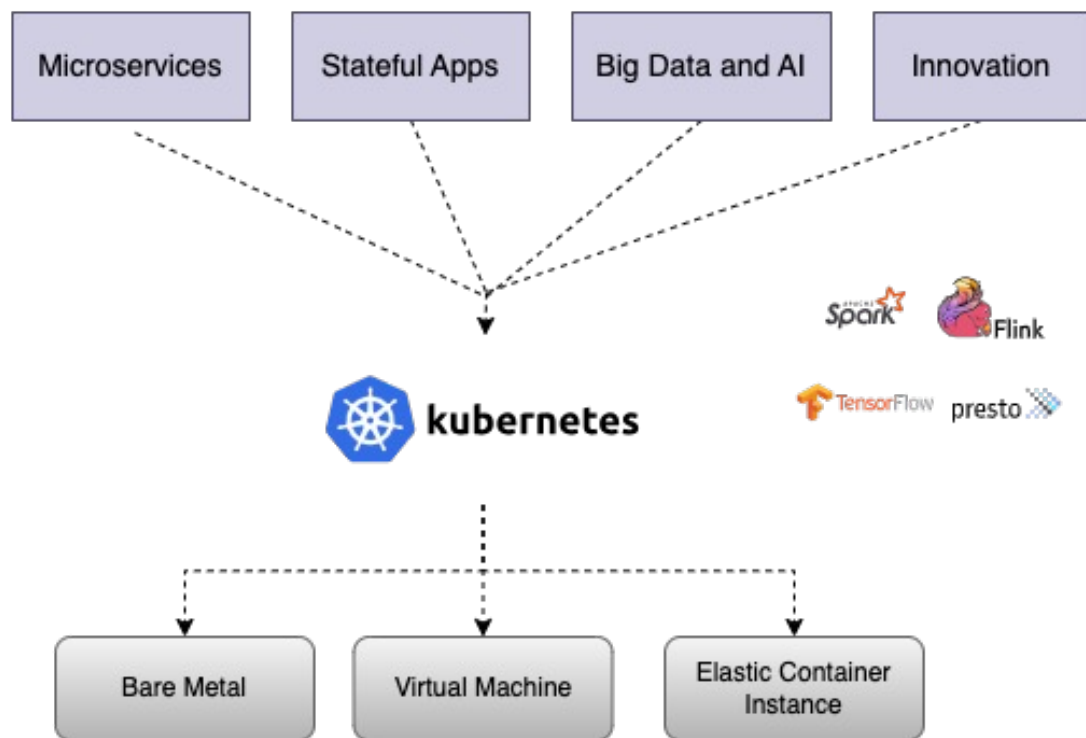 Microservices
Stateful Apps
Big Data and AI
Innovation
APACHE
Spark
Flink
kubernetes
TensorFlow
presto
Bare Metal
Virtual Machine
Elastic Container
Instance